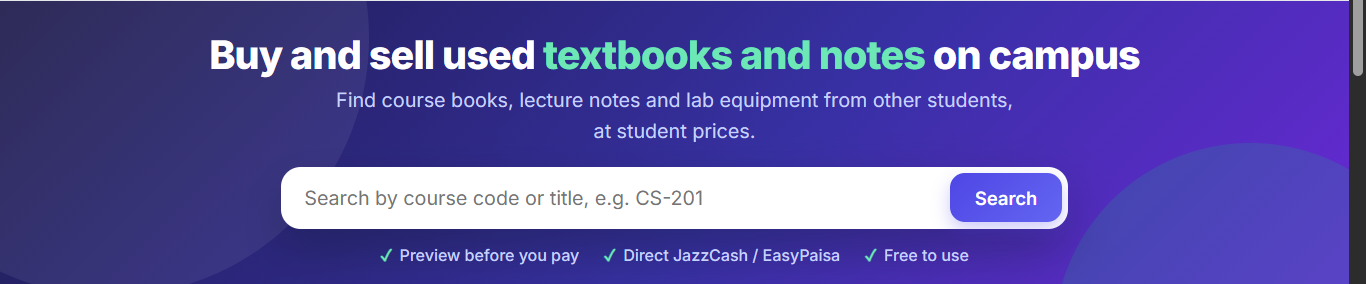 Buy and sell used textbooks and notes on campus
Find course books, lecture notes and lab equipment from other students,
at student prices.
Search by course code or title, e.g. CS-201 Search
✓ Preview before you pay ✓ Direct JazzCash / EasyPaisa ✓ Free to use